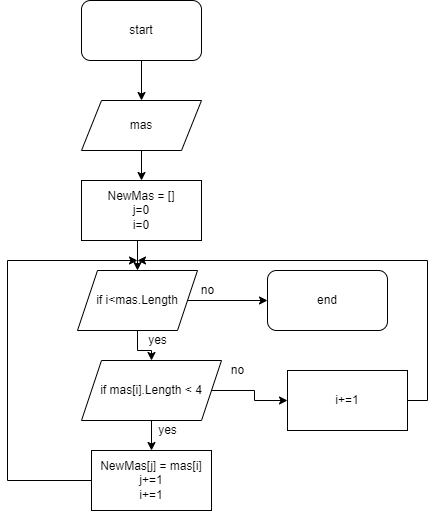 start
mas
NewMas = []
j=0
i=0
if i<mas.Length
no
end
yes
if mas[i].Length < 4
no
i+=1
yes
NewMas[j] = mas[i]
j+=1
i+=1